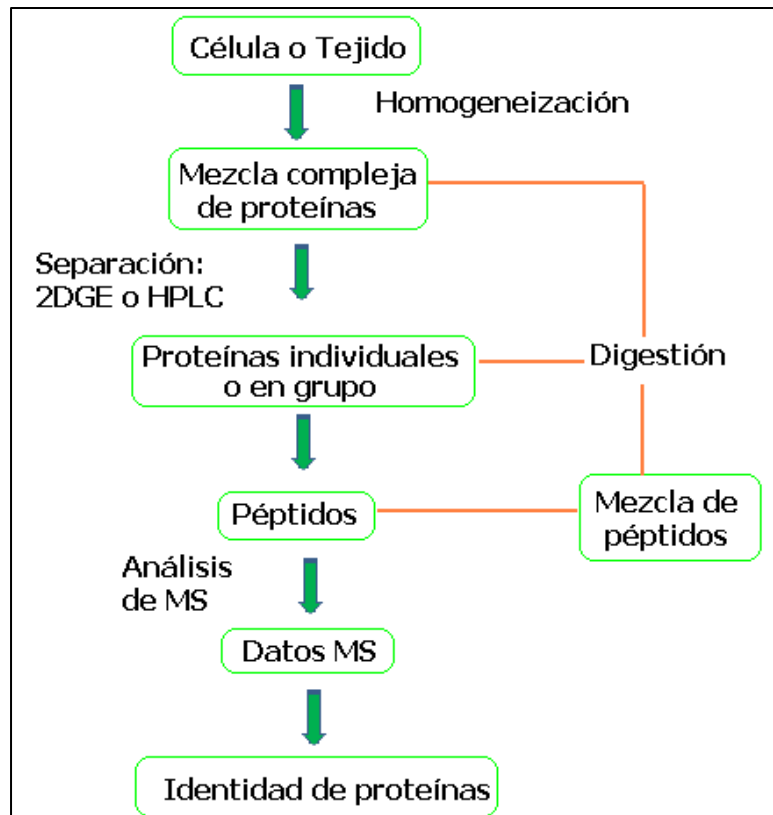 Célula o Tejido
Homogeneización
Mezcla compleja
de proteínas
Separación:
2DGE o HPLC
Proteínas individuales
o en grupo
Digestión
Péptidos
Mezcla de
péptidos
Análisis
de MS
Datos MS
Identidad de proteínas